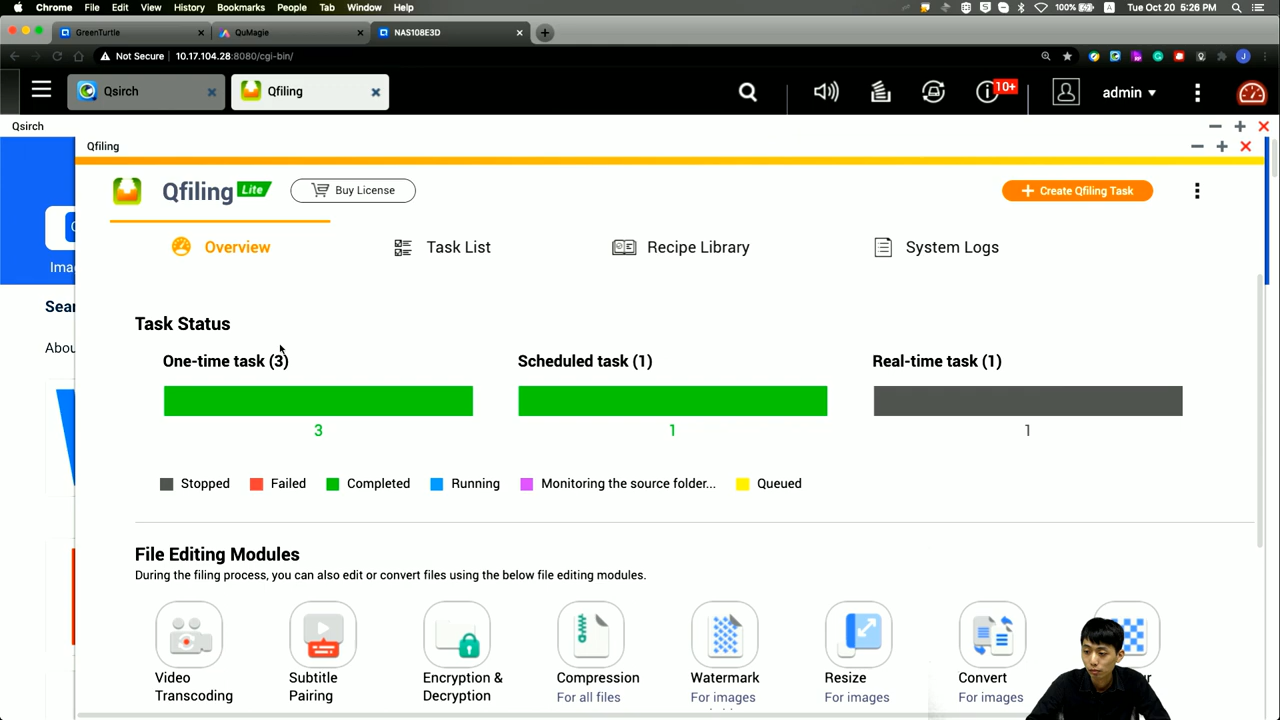 Chrome File Edit View History Bookmarks People Tab Window Help
100% A Tue Oct 20 5:26 PM
GreenTurtle QuMagie NAS108E3D
Not Secure 10.17.104.28:8080/cgi-bin/ J
Qsirch Qfiling 10+ admin
Qsirch
Qfiling
Qfiling Lite Buy License + Create Qfiling Task
Overview Task List Recipe Library System Logs
Task Status
One-time task (3) Scheduled task (1) Real-time task (1)
3 1 1
Stopped Failed Completed Running Monitoring the source folder... Queued
File Editing Modules
During the filing process, you can also edit or convert files using the below file editing modules.
Video Transcoding
Subtitle Pairing
Encryption & Decryption
Compression
For all files
Watermark
For images
Resize
For images
Convert
For images